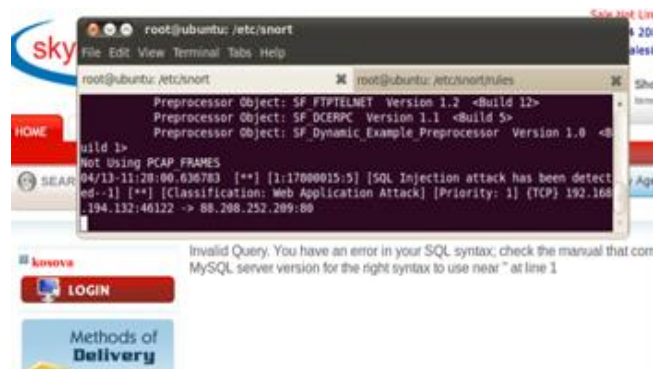 sky
root@ubuntu: /etc/snort
File Edit View Terminal Tabs Help
root@ubuntu: /etc/snort
root@ubuntu: /etc/snort/rules
Preprocessor Object: SF_FTPTELNET Version 1.2 <Build 12>
Preprocessor Object: SF_DCERPC Version 1.1 <Build 5>
Preprocessor Object: SF_Dynamic_Example_Preprocessor Version 1.0 <B
uild 1>
Not Using PCAP_FRAMES
04/13-11:28:00.636783 [**] [1:17800015:5] [SQL Injection attack has been detect
ed--1] [**] [Classification: Web Application Attack] [Priority: 1] {TCP} 192.168
.194.132:46122 -> 88.208.252.209:80
HOME
SEAR
Invalid Query. You have an error in your SQL syntax; check the manual that
MySQL server version for the right syntax to use near '' at line 1
kosova
LOGIN
Methods of
Delivery